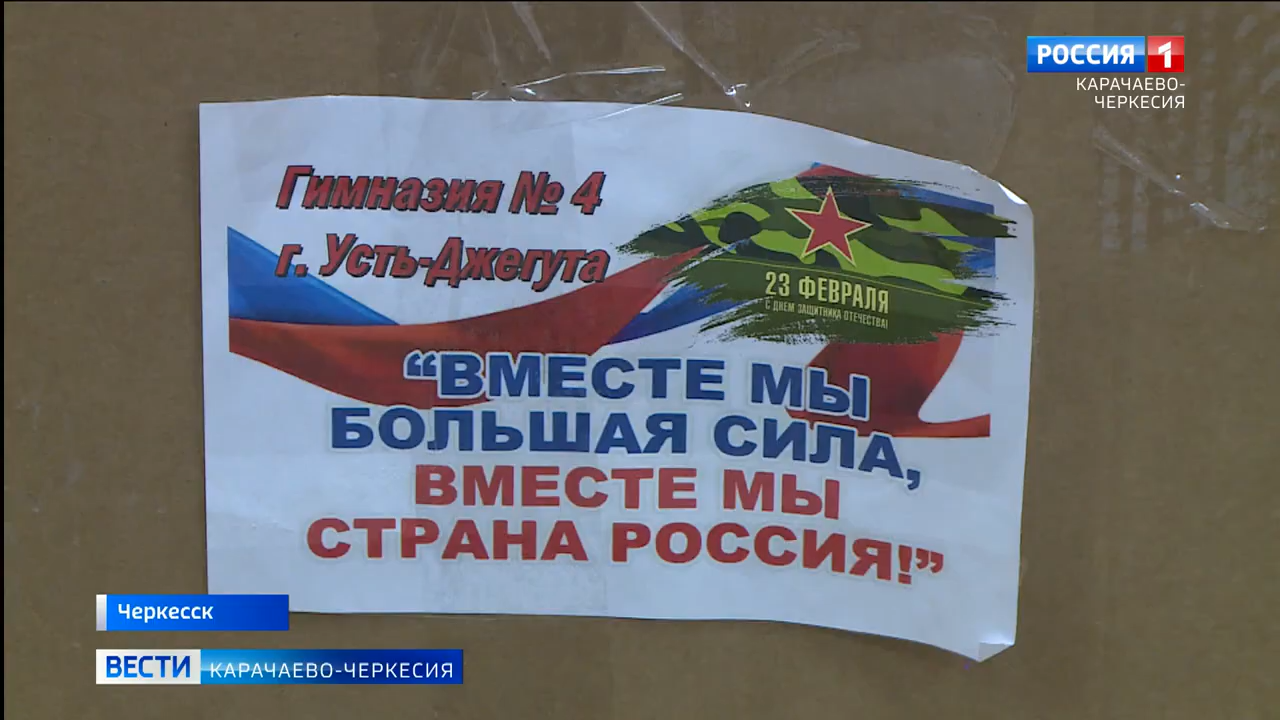 РОССИЯ 1
КАРАЧАЕВО-
ЧЕРКЕСИЯ
Гимназия № 4
г. Усть-Джегута
23 ФЕВРАЛЯ
С ДНЕМ ЗАЩИТНИКА ОТЕЧЕСТВА!
“ВМЕСТЕ МЫ
БОЛЬШАЯ СИЛА,
ВМЕСТЕ МЫ
СТРАНА РОССИЯ!”
Черкесск
ВЕСТИ КАРАЧАЕВО-ЧЕРКЕСИЯ